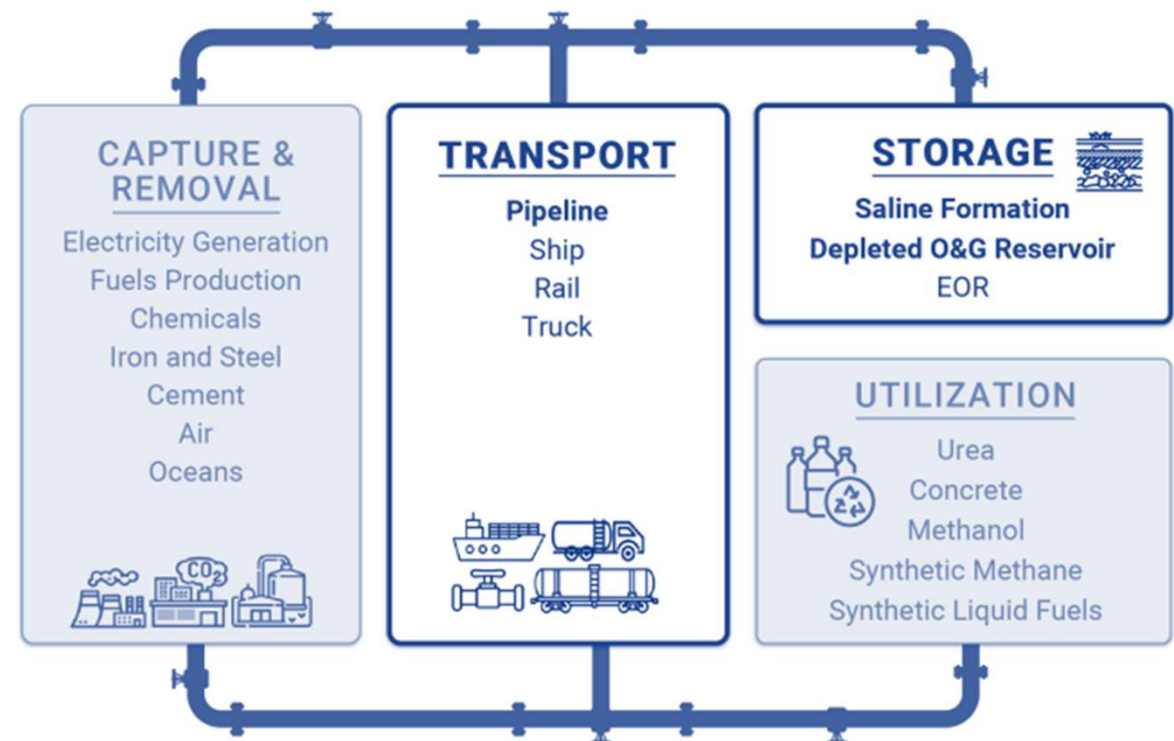 CAPTURE &
REMOVAL
Electricity Generation
Fuels Production
Chemicals
Iron and Steel
Cement
Air
Oceans
CO2
TRANSPORT
Pipeline
Ship
Rail
Truck
STORAGE
Saline Formation
Depleted O&G Reservoir
EOR
UTILIZATION
Urea
Concrete
Methanol
Synthetic Methane
Synthetic Liquid Fuels